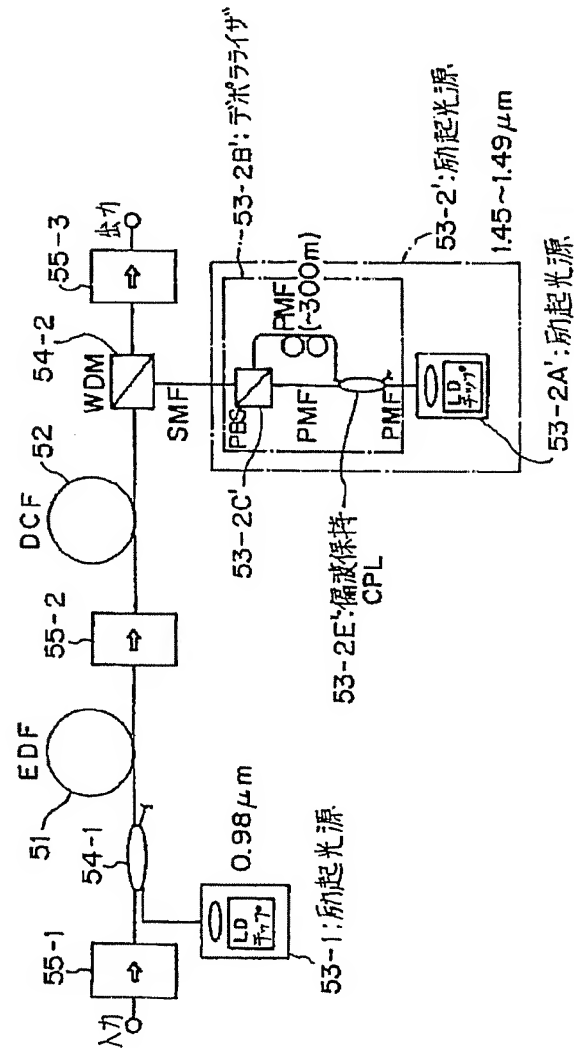 入力
55-1
54-1
LD
チップ
53-1:励起光源
0.98μm
EDF
51
55-2
DCF
52
WDM
54-2
55-3
出力
SMF
PBS
53-2C'
PMF
(~300m)
PMF
PMF
53-2E':偏波保持
CPL
LD
チップ
53-2A':励起光源
53-2B':デポラライザ
53-2':励起光源
1.45~1.49μm